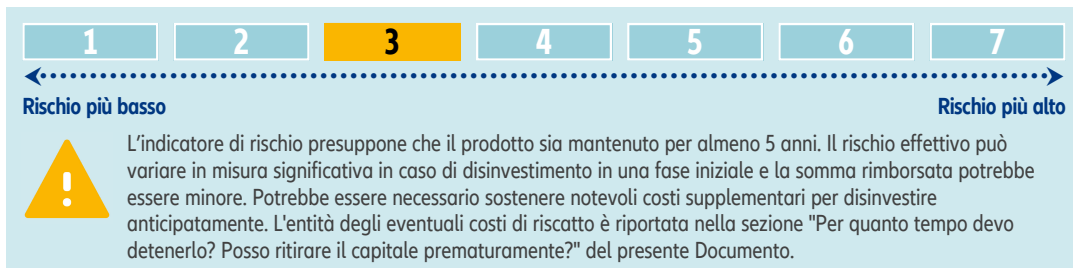 1 2 3 4 5 6 7
Rischio più basso Rischio più alto
L'indicatore di rischio presuppone che il prodotto sia mantenuto per almeno 5 anni. Il rischio effettivo può
variare in misura significativa in caso di disinvestimento in una fase iniziale e la somma rimborsata potrebbe
essere minore. Potrebbe essere necessario sostenere notevoli costi supplementari per disinvestire
anticipatamente. L'entità degli eventuali costi di riscatto è riportata nella sezione "Per quanto tempo devo
detenerlo? Posso ritirare il capitale prematuramente?" del presente Documento.